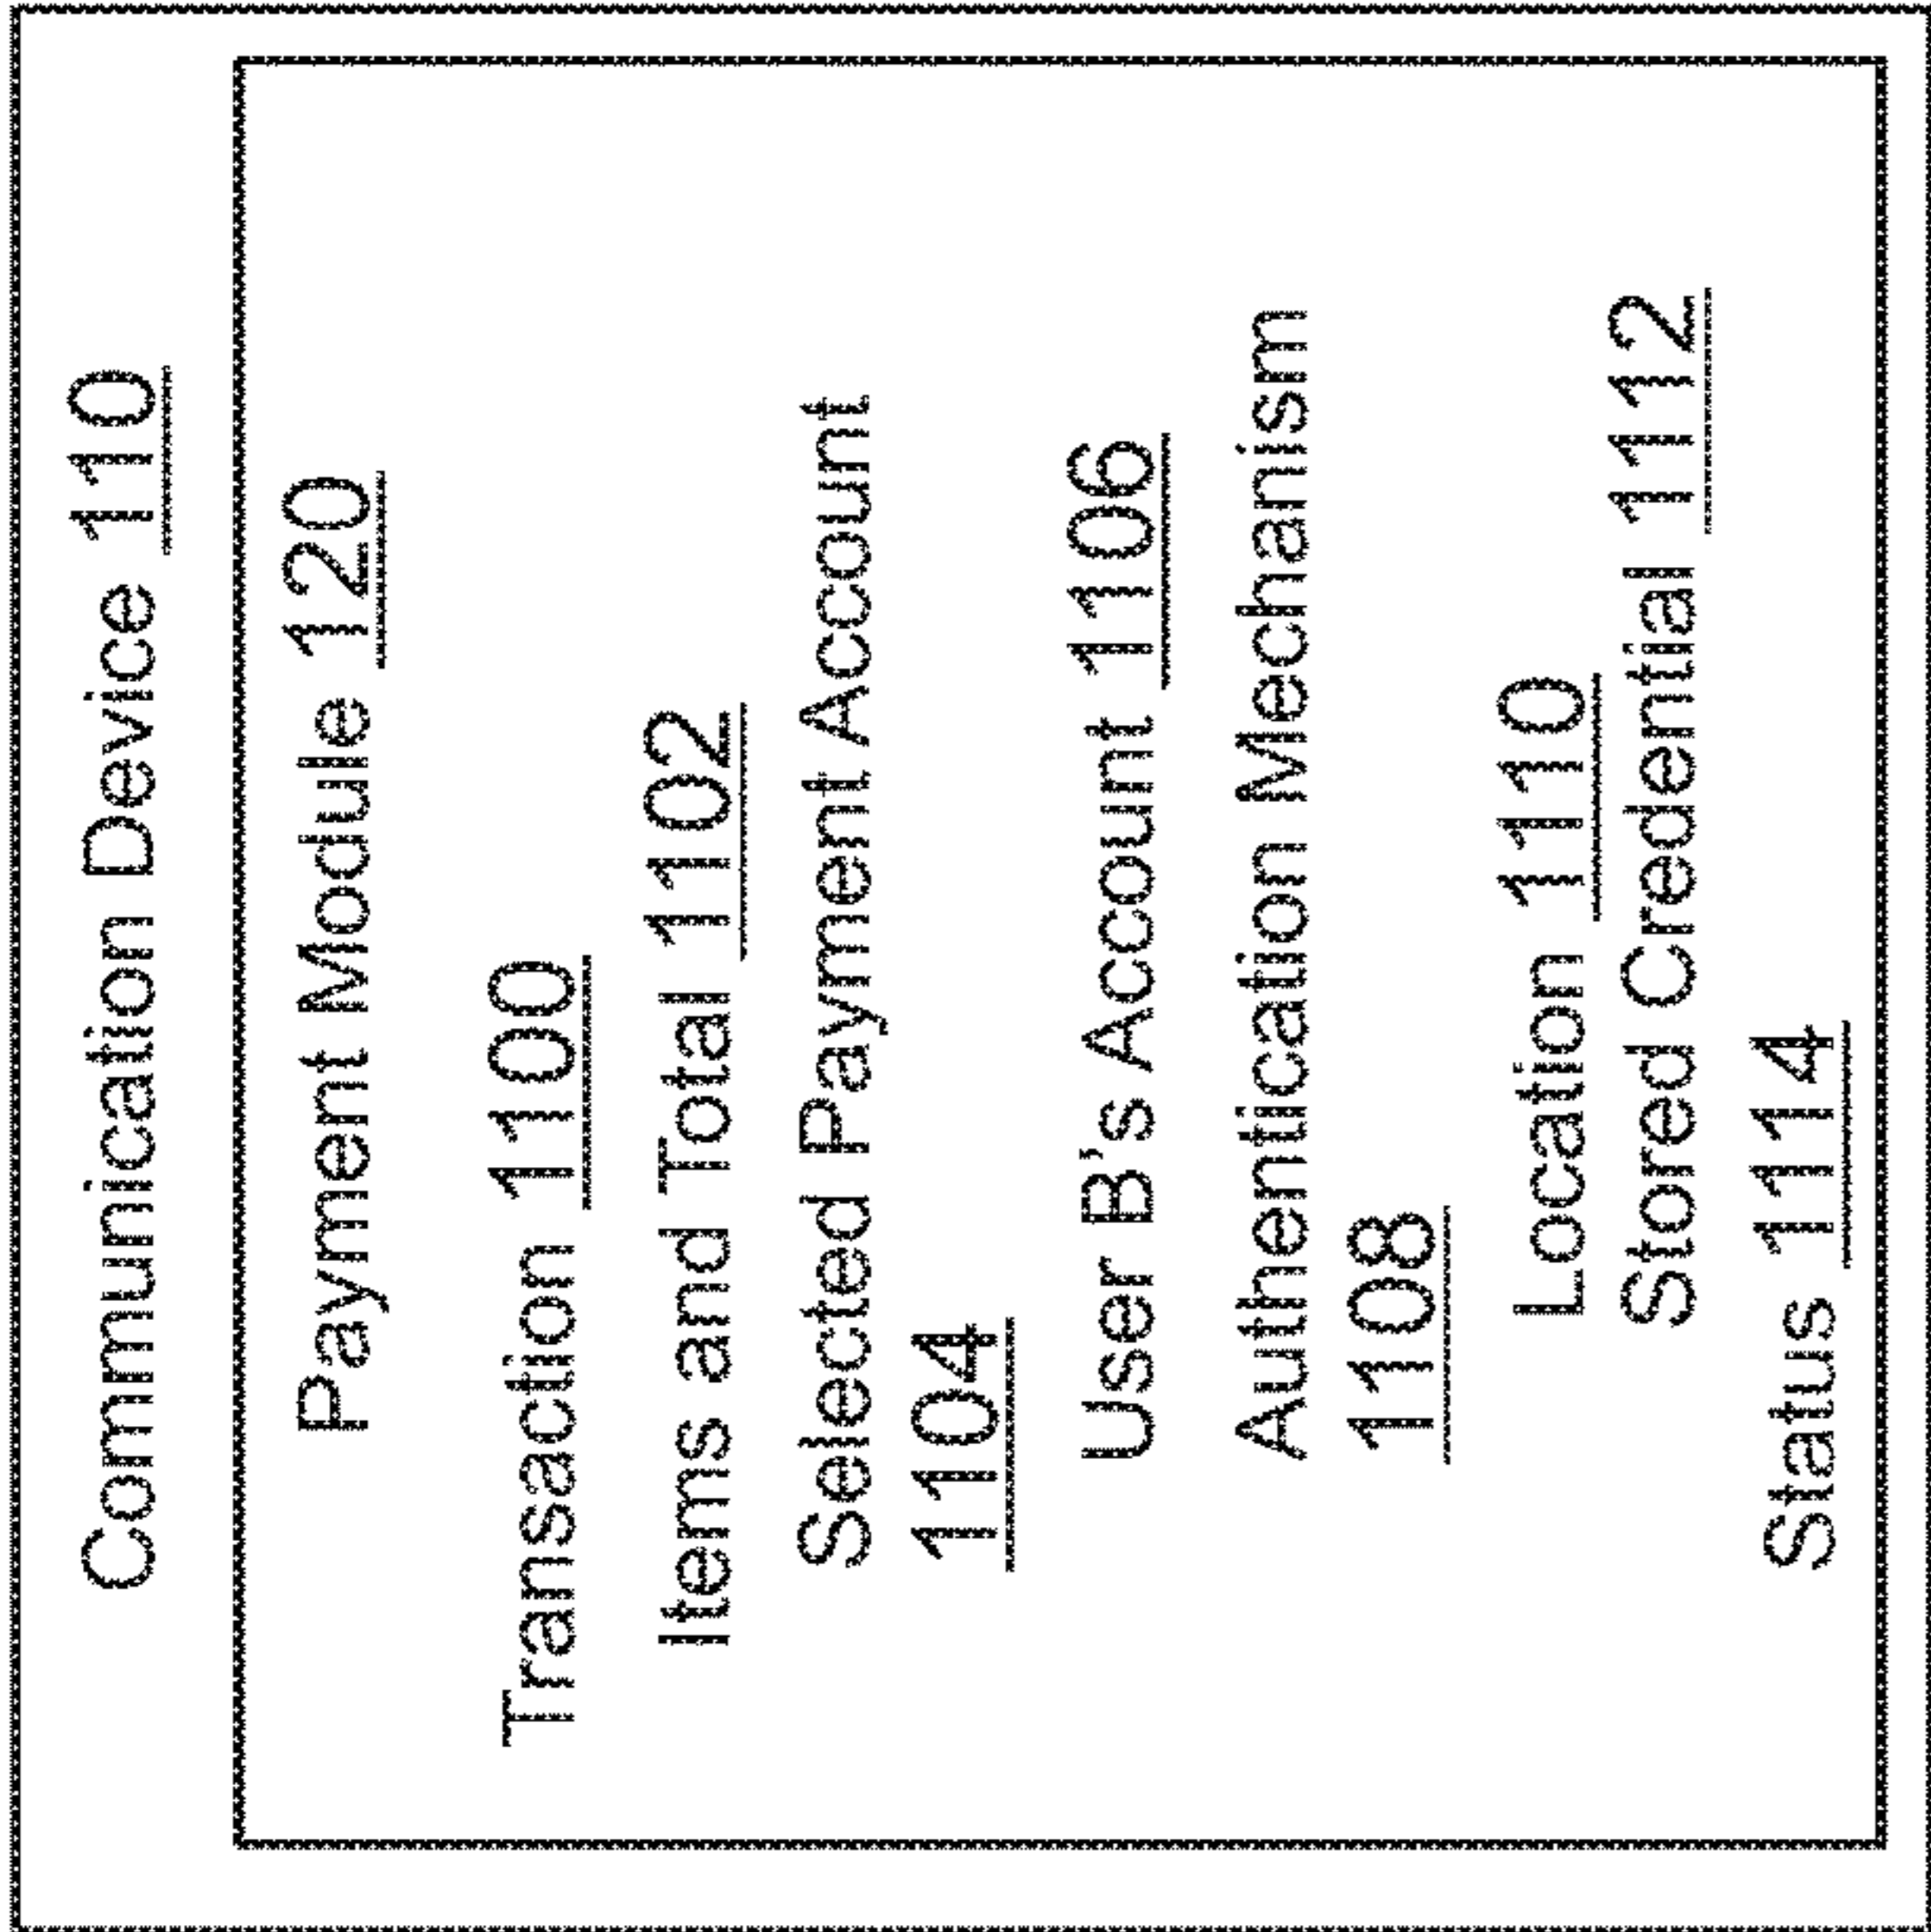 Communication Device 110
Payment Module 120
Transaction 1100
Items and Total 1102
Selected Payment Account
1104
User B's Account 1106
Authentication Mechanism
1108
Location 1110
Stored Credential 1112
Status 1114